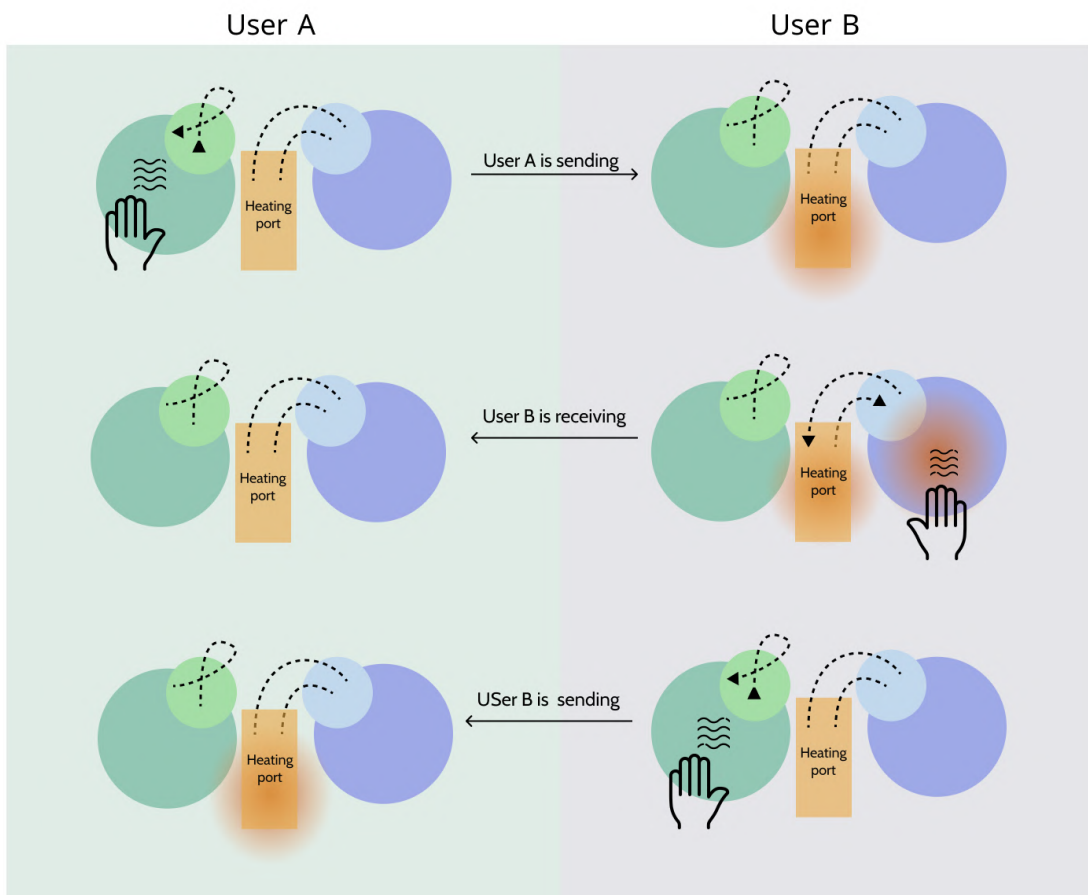 User A
User B
Heating
port
User A is sending
Heating
port
Heating
port
User B is receiving
Heating
port
Heating
port
USer B is sending
Heating
port